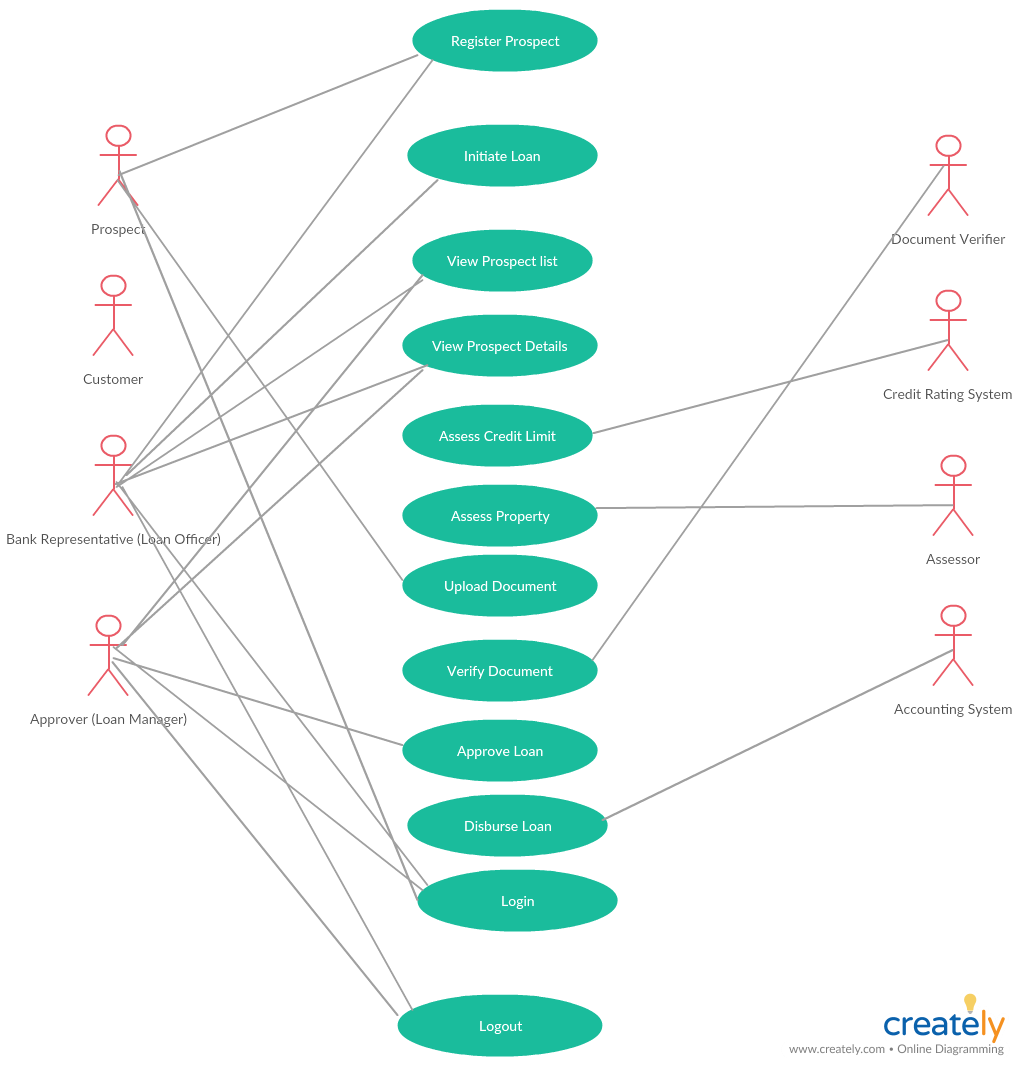 Register Prospect
Initiate Loan
Prospect
Document Verifier
View Prospect list
View Prospect Details
Customer
Credit Rating System
Assess Credit Limit
Assess Property
Bank Representative (Loan Officer)
Assessor
Upload Document
Verify Document
Accounting System
Approver (Loan Manager)
Approve Loan
Disburse Loan
Login
Logout
creately
www.creately.com • Online Diagramming